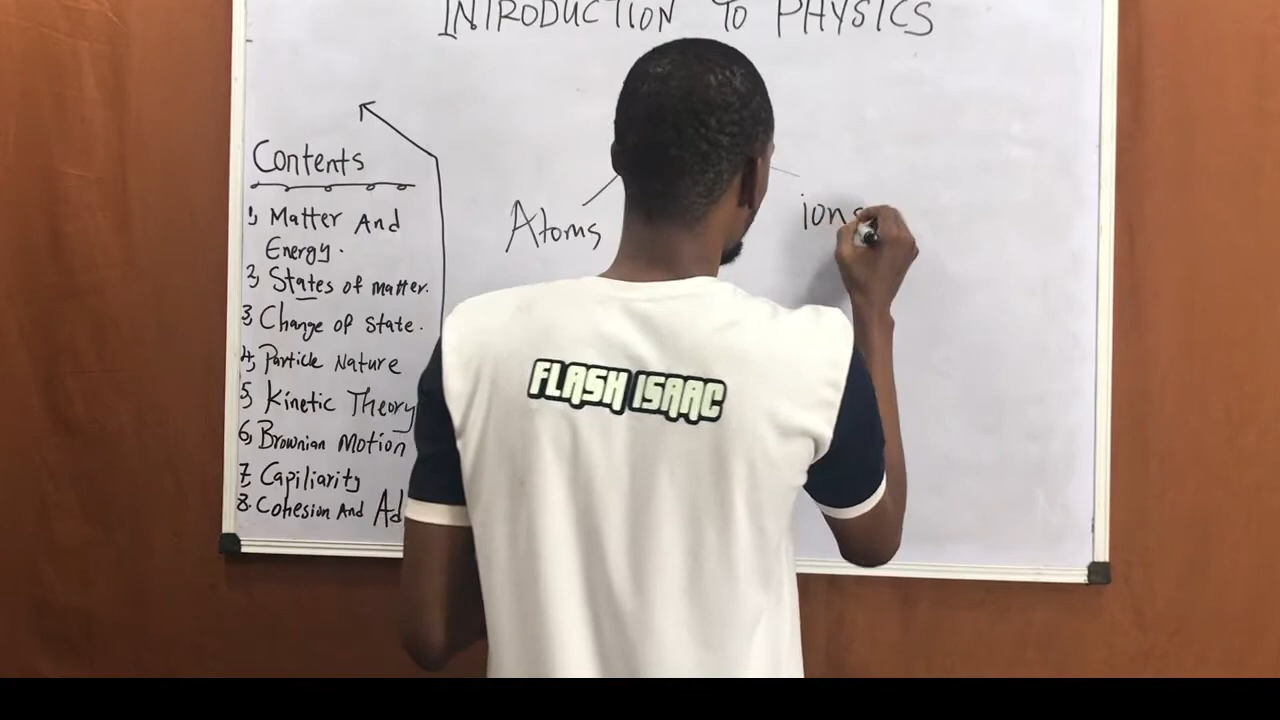 INTRODUCTION TO PHYSICS
Contents
1, Matter And
Energy.
2, States of matter.
3, Change of state.
4, Particle Nature
5, Kinetic Theory
6, Brownian Motion
7, Capiliarity
8. Cohesion And Ad
Atoms
ions
FLASH ISAAC